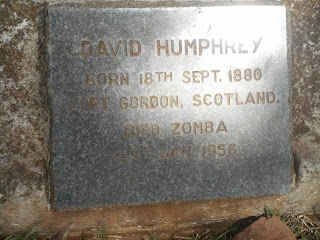 DAVID HUMPHREY
BORN 18TH SEPT. 1880
PORT GORDON, SCOTLAND.
DIED ZOMBA
JAN. 1956